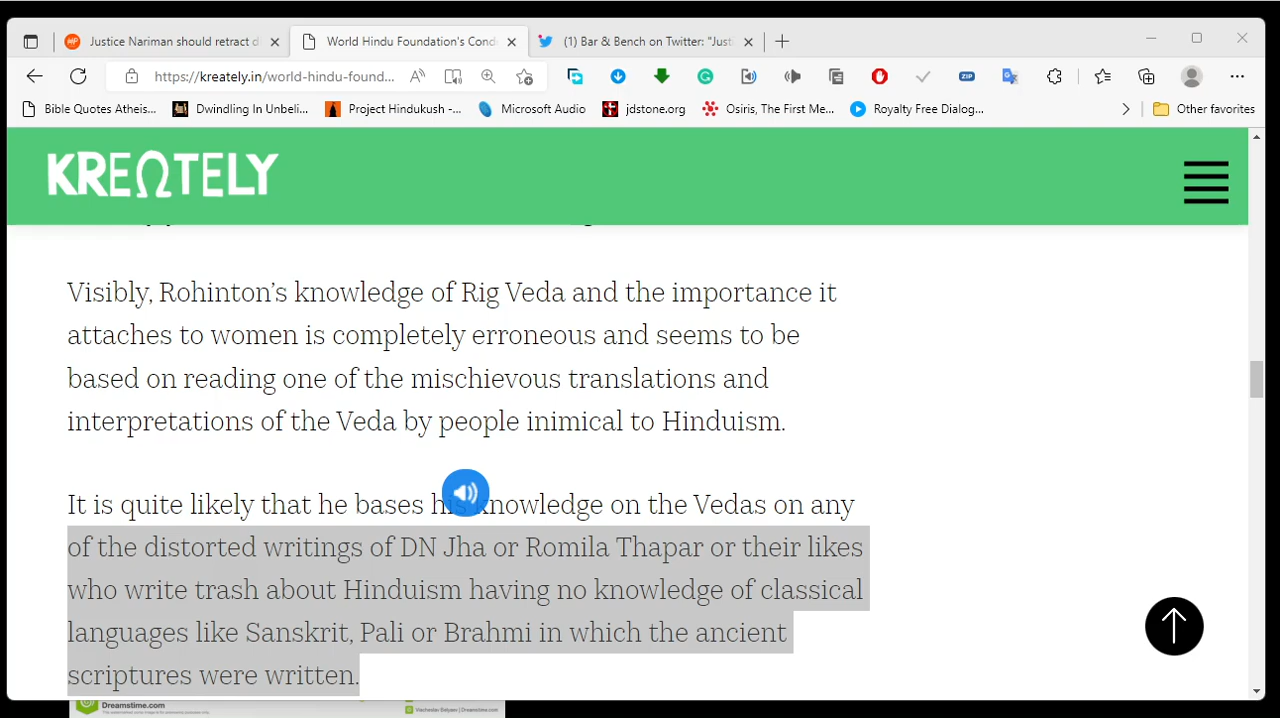 Justice Nariman should retract d
World Hindu Foundation's Cond
(1) Bar & Bench on Twitter: "Just
https://kreately.in/world-hindu-found...
ZIP
Bible Quotes Atheis...
Dwindling In Unbeli...
Project Hindukush -...
Microsoft Audio
jdstone.org
Osiris, The First Me...
Royalty Free Dialog...
Other favorites
KREΩTELY
Visibly, Rohinton's knowledge of Rig Veda and the importance it
attaches to women is completely erroneous and seems to be
based on reading one of the mischievous translations and
interpretations of the Veda by people inimical to Hinduism.
It is quite likely that he bases his knowledge on the Vedas on any
of the distorted writings of DN Jha or Romila Thapar or their likes
who write trash about Hinduism having no knowledge of classical
languages like Sanskrit, Pali or Brahmi in which the ancient
scriptures were written.
Dreamstime.com